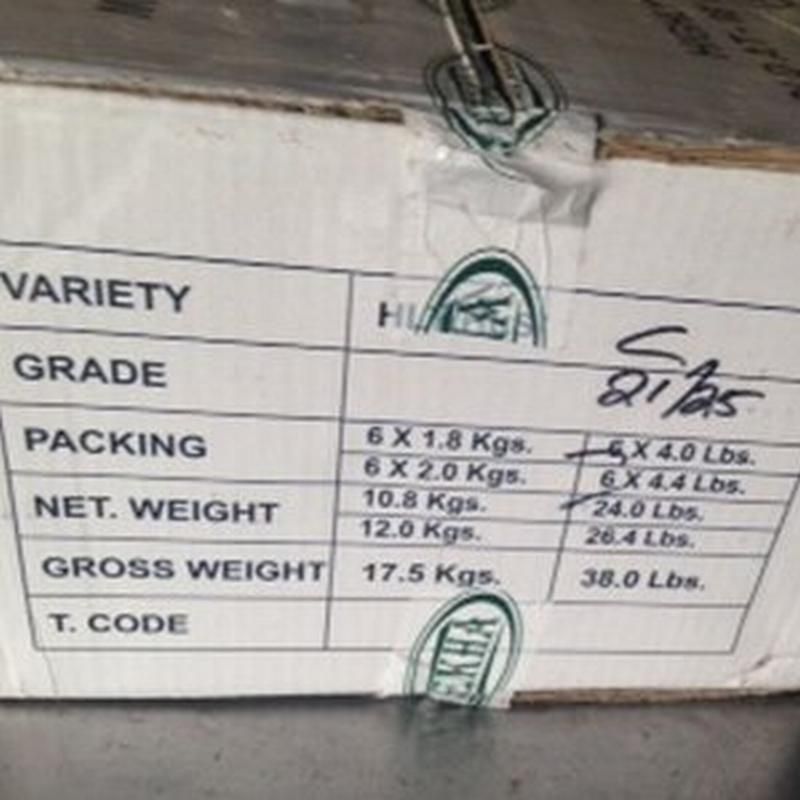 VARIETY
GRADE
21/25
PACKING 6 X 1.8 Kgs. 6 X 4.0 Lbs.
6 X 2.0 Kgs. 6 X 4.4 Lbs.
NET. WEIGHT 10.8 Kgs. 24.0 Lbs.
12.0 Kgs. 26.4 Lbs.
GROSS WEIGHT 17.5 Kgs. 38.0 Lbs.
T. CODE
EKHA